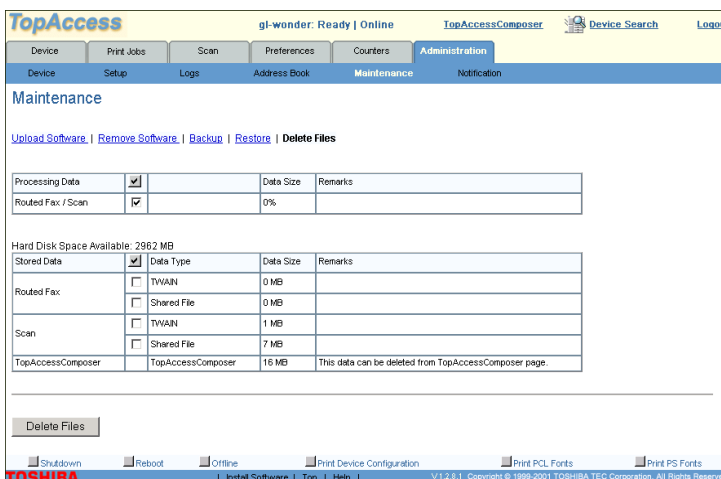 TopAccess gl-wonder: Ready | Online TopAccessComposer Device Search Logou
Device Print Jobs Scan Preferences Counters Administration
Device Setup Logs Address Book Maintenance Notification
Maintenance
Upload Software | Remove Software | Backup | Restore | Delete Files
Processing Data Data Size Remarks
Routed Fax / Scan 0%
Hard Disk Space Available: 2962 MB
Stored Data Data Type Data Size Remarks
Routed Fax TWAIN 0 MB
Shared File 0 MB
Scan TWAIN 1 MB
Shared File 7 MB
TopAccessComposer TopAccessComposer 16 MB This data can be deleted from TopAccessComposer page.
Delete Files
Shutdown Reboot Offline Print Device Configuration Print PCL Fonts Print PS Fonts
TOSHIBA | Install Software | Top | Help | V.1.2.8.1 Copyright © 1999-2001 TOSHIBA TEC Corporation, All Rights Reserve